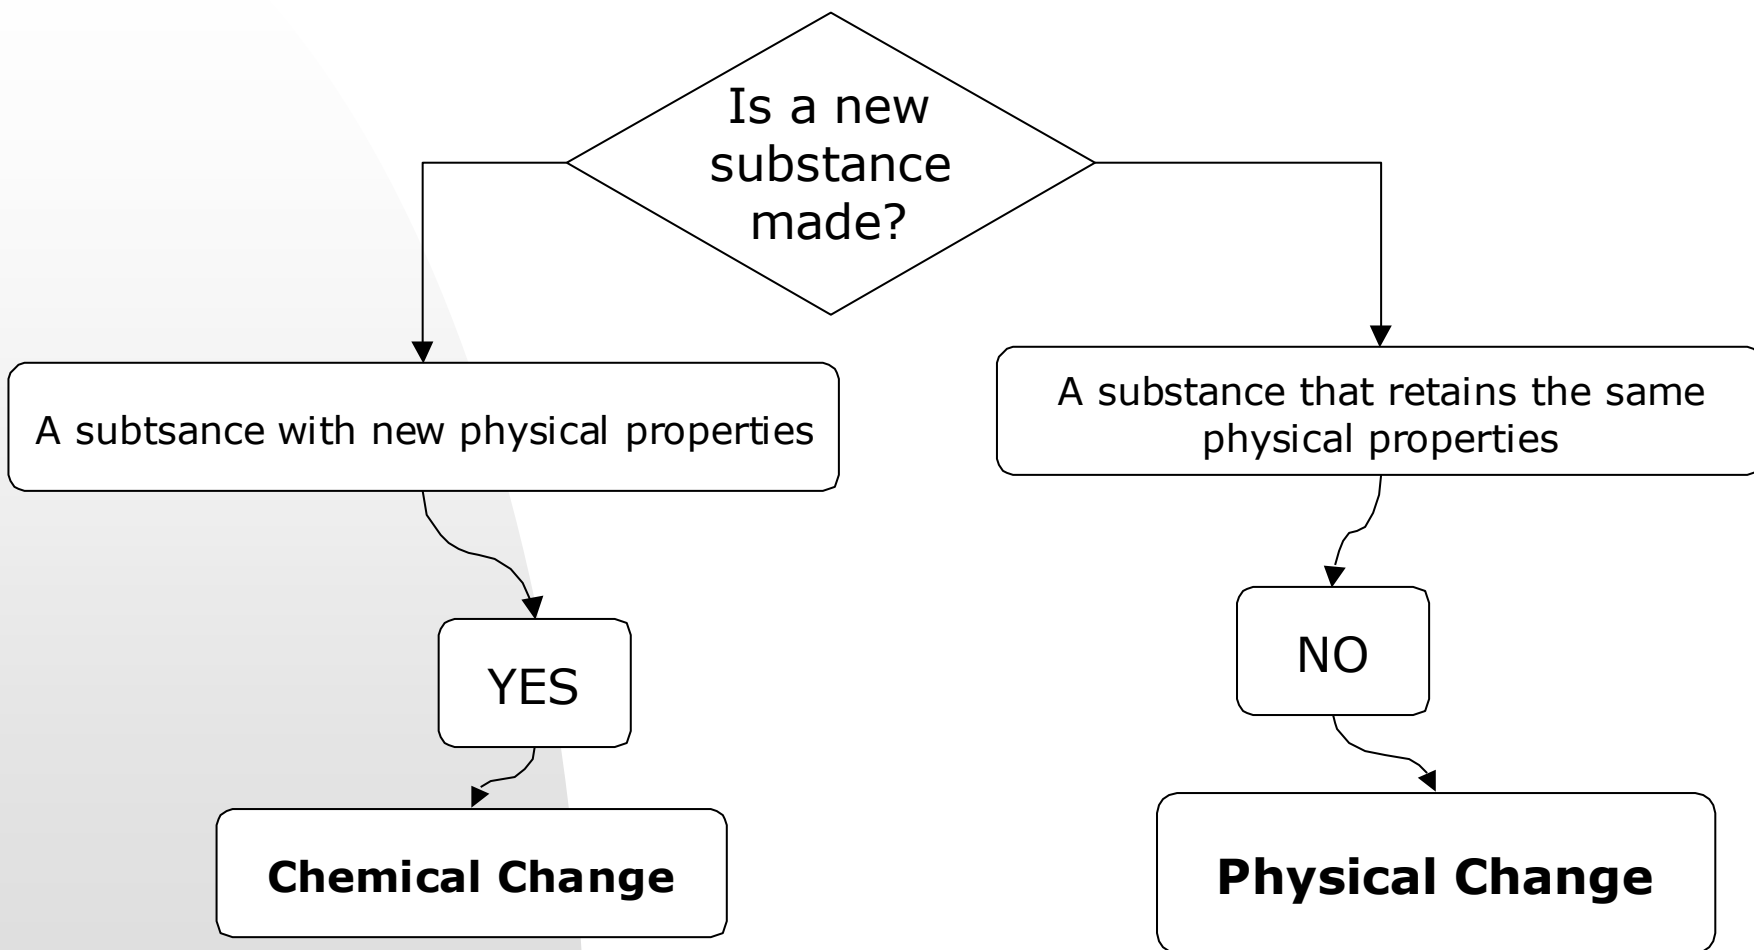 Is a new
substance
made?
A subtsance with new physical properties
A substance that retains the same
physical properties
YES
NO
Chemical Change
Physical Change